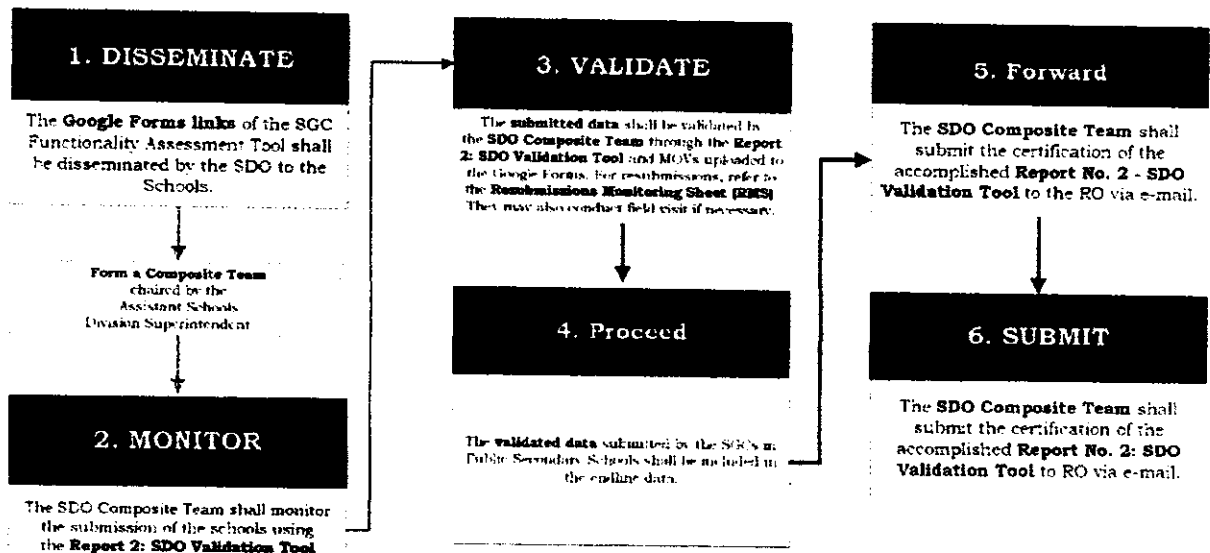 1. DISSEMINATE
The Google Forms links of the SGC
Functionality Assessment Tool shall
be disseminated by the SDO to the
Schools.
Form a Composite Team
chaired by the
Assistant Schools
Division Superintendent
2. MONITOR
The SDO Composite Team shall monitor
the submission of the schools using
the Report 2: SDO Validation Tool
3. VALIDATE
The submitted data shall be validated by
the SDO Composite Team through the Report
2: SDO Validation Tool and MOVs uploaded to
the Google Forms. For resubmissions, refer to
the Resubmissions Monitoring Sheet (RMS)
They may also conduct field visit if necessary.
4. Proceed
The validated data submitted by the SGCs in
Public Secondary Schools shall be included in
the endline data.
5. Forward
The SDO Composite Team shall
submit the certification of the
accomplished Report No. 2 - SDO
Validation Tool to the RO via e-mail.
6. SUBMIT
The SDO Composite Team shall
submit the certification of the
accomplished Report No. 2: SDO
Validation Tool to RO via e-mail.